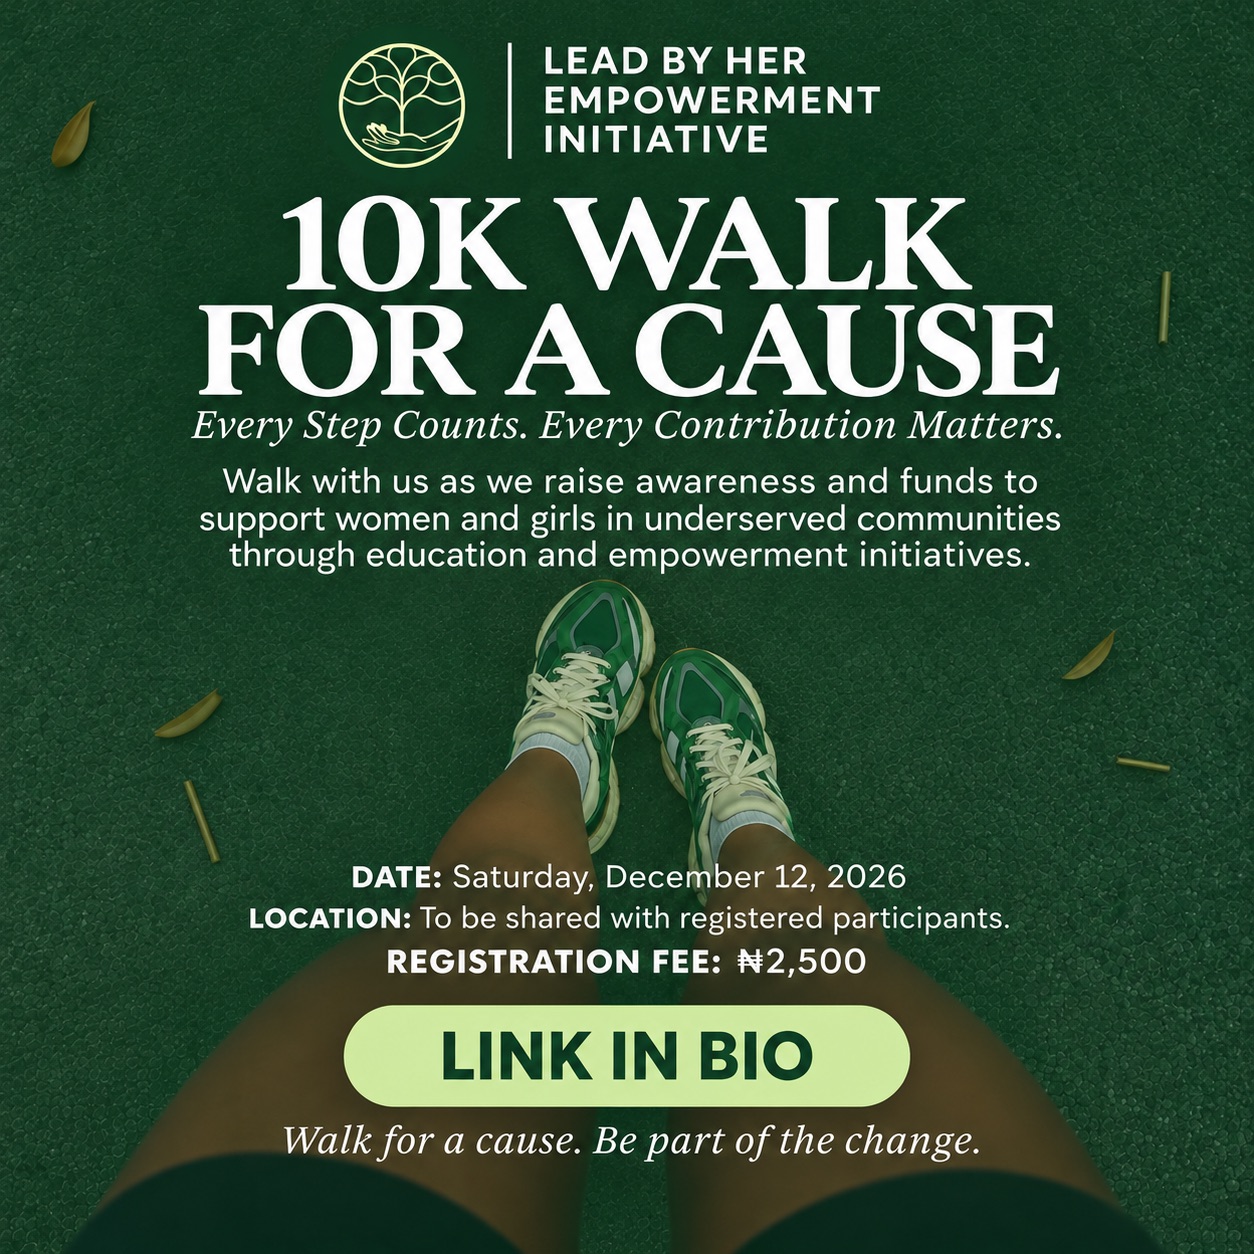 LEAD BY HER
EMPOWERMENT
INITIATIVE
10K WALK
FOR A CAUSE
Every Step Counts. Every Contribution Matters.
Walk with us as we raise awareness and funds to
support women and girls in underserved communities
through education and empowerment initiatives.
DATE: Saturday, December 12, 2026
LOCATION: To be shared with registered participants.
REGISTRATION FEE: ₦2,500
LINK IN BIO
Walk for a cause. Be part of the change.